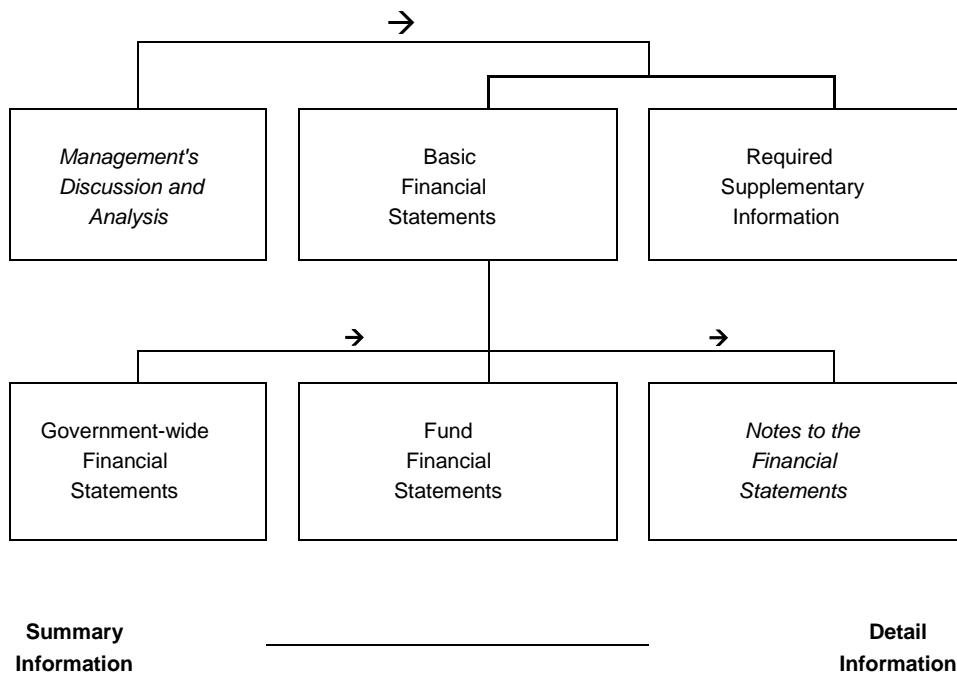 →
Management's
Discussion and
Analysis
Basic
Financial
Statements
Required
Supplementary
Information
→
→
Government-wide
Financial
Statements
Fund
Financial
Statements
Notes to the
Financial
Statements
Summary
Information
Detail
Information